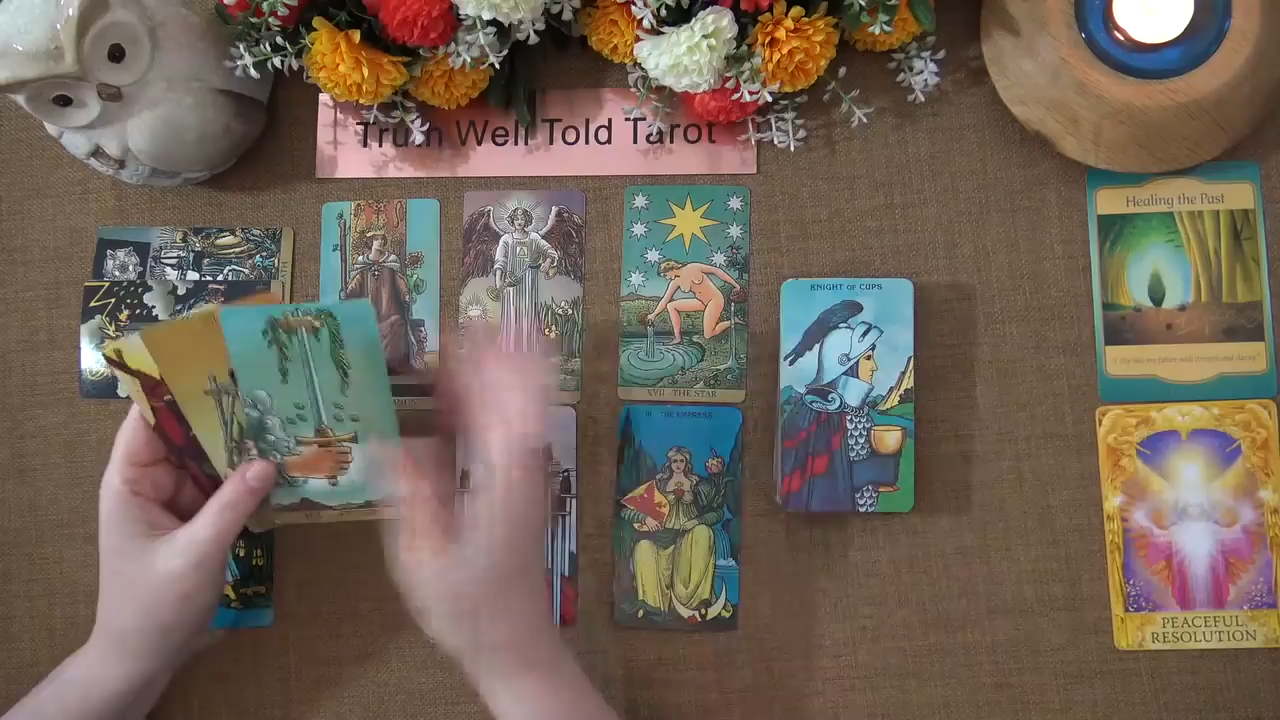 Truth Well Told Tarot
Healing the Past
KNIGHT OF CUPS
XVII THE STAR
III THE EMPRESS
PEACEFUL
RESOLUTION